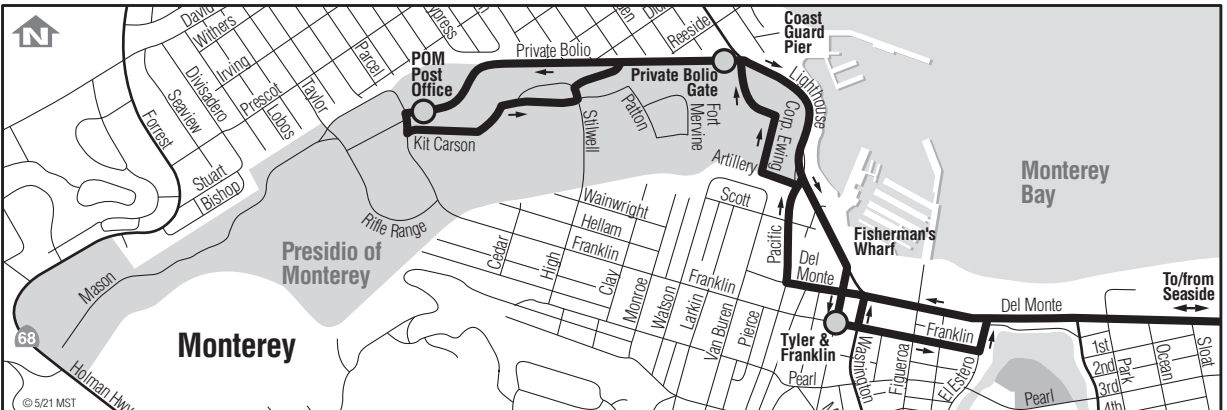 N
David
Withers
Irving
Divisadero
Seaview
Forrest
Prescot
Lobos
Taylor
Parcel
Stuart
Bishop
Mason
68
Holman Hwy
© 5/21 MST
Monterey
Presidio of
Monterey
Rifle Range
POM
Post
Office
Kit Carson
Private Bolio
Reeside
Private Bolio
Gate
Stilwell
Patton
Fort
Mervine
Coast
Guard
Pier
Lighthouse
Corp. Ewing
Artillery
Wainwright
Hellam
Franklin
Scott
Pacific
Cedar
High
Clay
Monroe
Watson
Larkin
Franklin
Van Buren
Pierce
Del
Monte
Fisherman's
Wharf
Monterey
Bay
To/from
Seaside
Del Monte
Franklin
Tyler &
Franklin
Pearl
Washington
Figueroa
El Estero
Pearl
1st
2nd
3rd
4th
Park
Ocean
Sloat